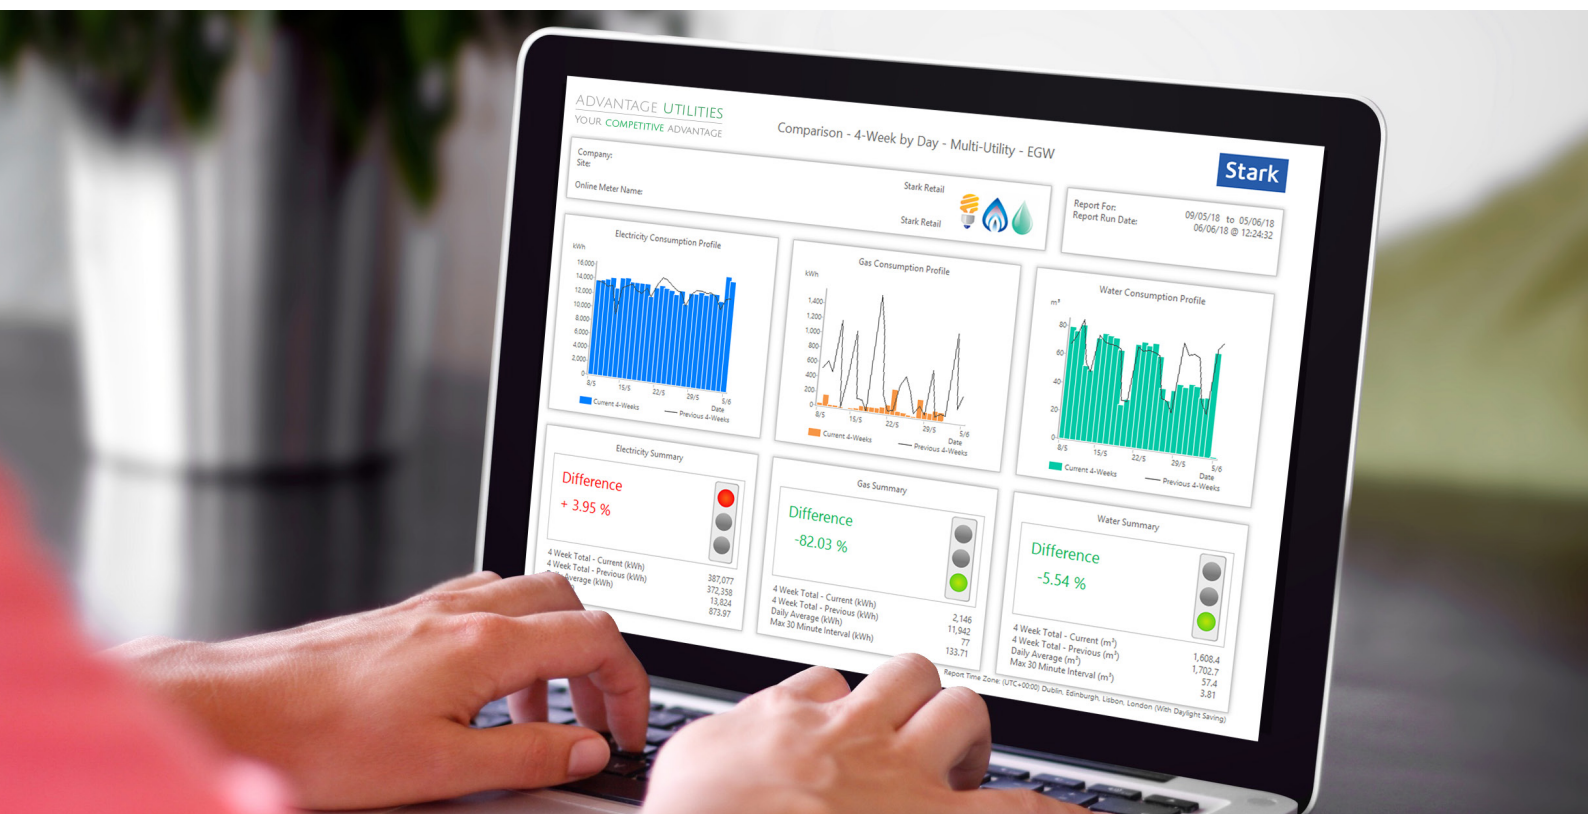 ADVANTAGE UTILITIES
YOUR COMPETITIVE ADVANTAGE
Comparison - 4-Week by Day - Multi-Utility - EGW
Stark
Company:
Site:
Online Meter Name:
Stark Retail
Stark Retail
Report For: 09/05/18 to 05/06/18
Report Run Date: 06/06/18 @ 12:24:32
Electricity Consumption Profile
kWh
16,000
14,000
12,000
10,000
8,000
6,000
4,000
2,000
0
8/5 15/5 22/5 29/5 5/6
Date
Current 4-Weeks Previous 4-Weeks
Gas Consumption Profile
kWh
1,400
1,200
1,000
800
600
400
200
0
8/5 15/5 22/5 29/5 5/6
Date
Current 4-Weeks Previous 4-Weeks
Water Consumption Profile
m³
80
60
40
20
0
8/5 15/5 22/5 29/5 5/6
Date
Current 4-Weeks Previous 4-Weeks
Electricity Summary
Difference
+ 3.95 %
4 Week Total - Current (kWh) 387,077
4 Week Total - Previous (kWh) 372,358
Average (kWh) 13,824
873.97
Gas Summary
Difference
-82.03 %
4 Week Total - Current (kWh) 2,146
4 Week Total - Previous (kWh) 11,942
Daily Average (kWh) 77
Max 30 Minute Interval (kWh) 133.71
Water Summary
Difference
-5.54 %
4 Week Total - Current (m³) 1,608.4
4 Week Total - Previous (m³) 1,702.7
Daily Average (m³) 57.4
Max 30 Minute Interval (m³) 3.81
Report Time Zone: (UTC+00:00) Dublin, Edinburgh, Lisbon, London (With Daylight Saving)